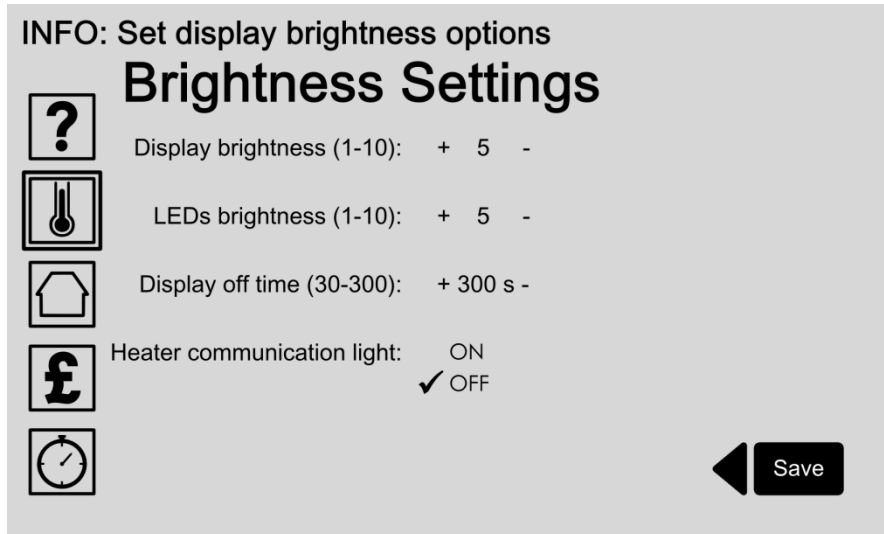 INFO: Set display brightness options
Brightness Settings
?
Display brightness (1-10): + 5 -
LEDs brightness (1-10): + 5 -
Display off time (30-300): + 300 s -
£
Heater communication light: ON
✓ OFF
Save